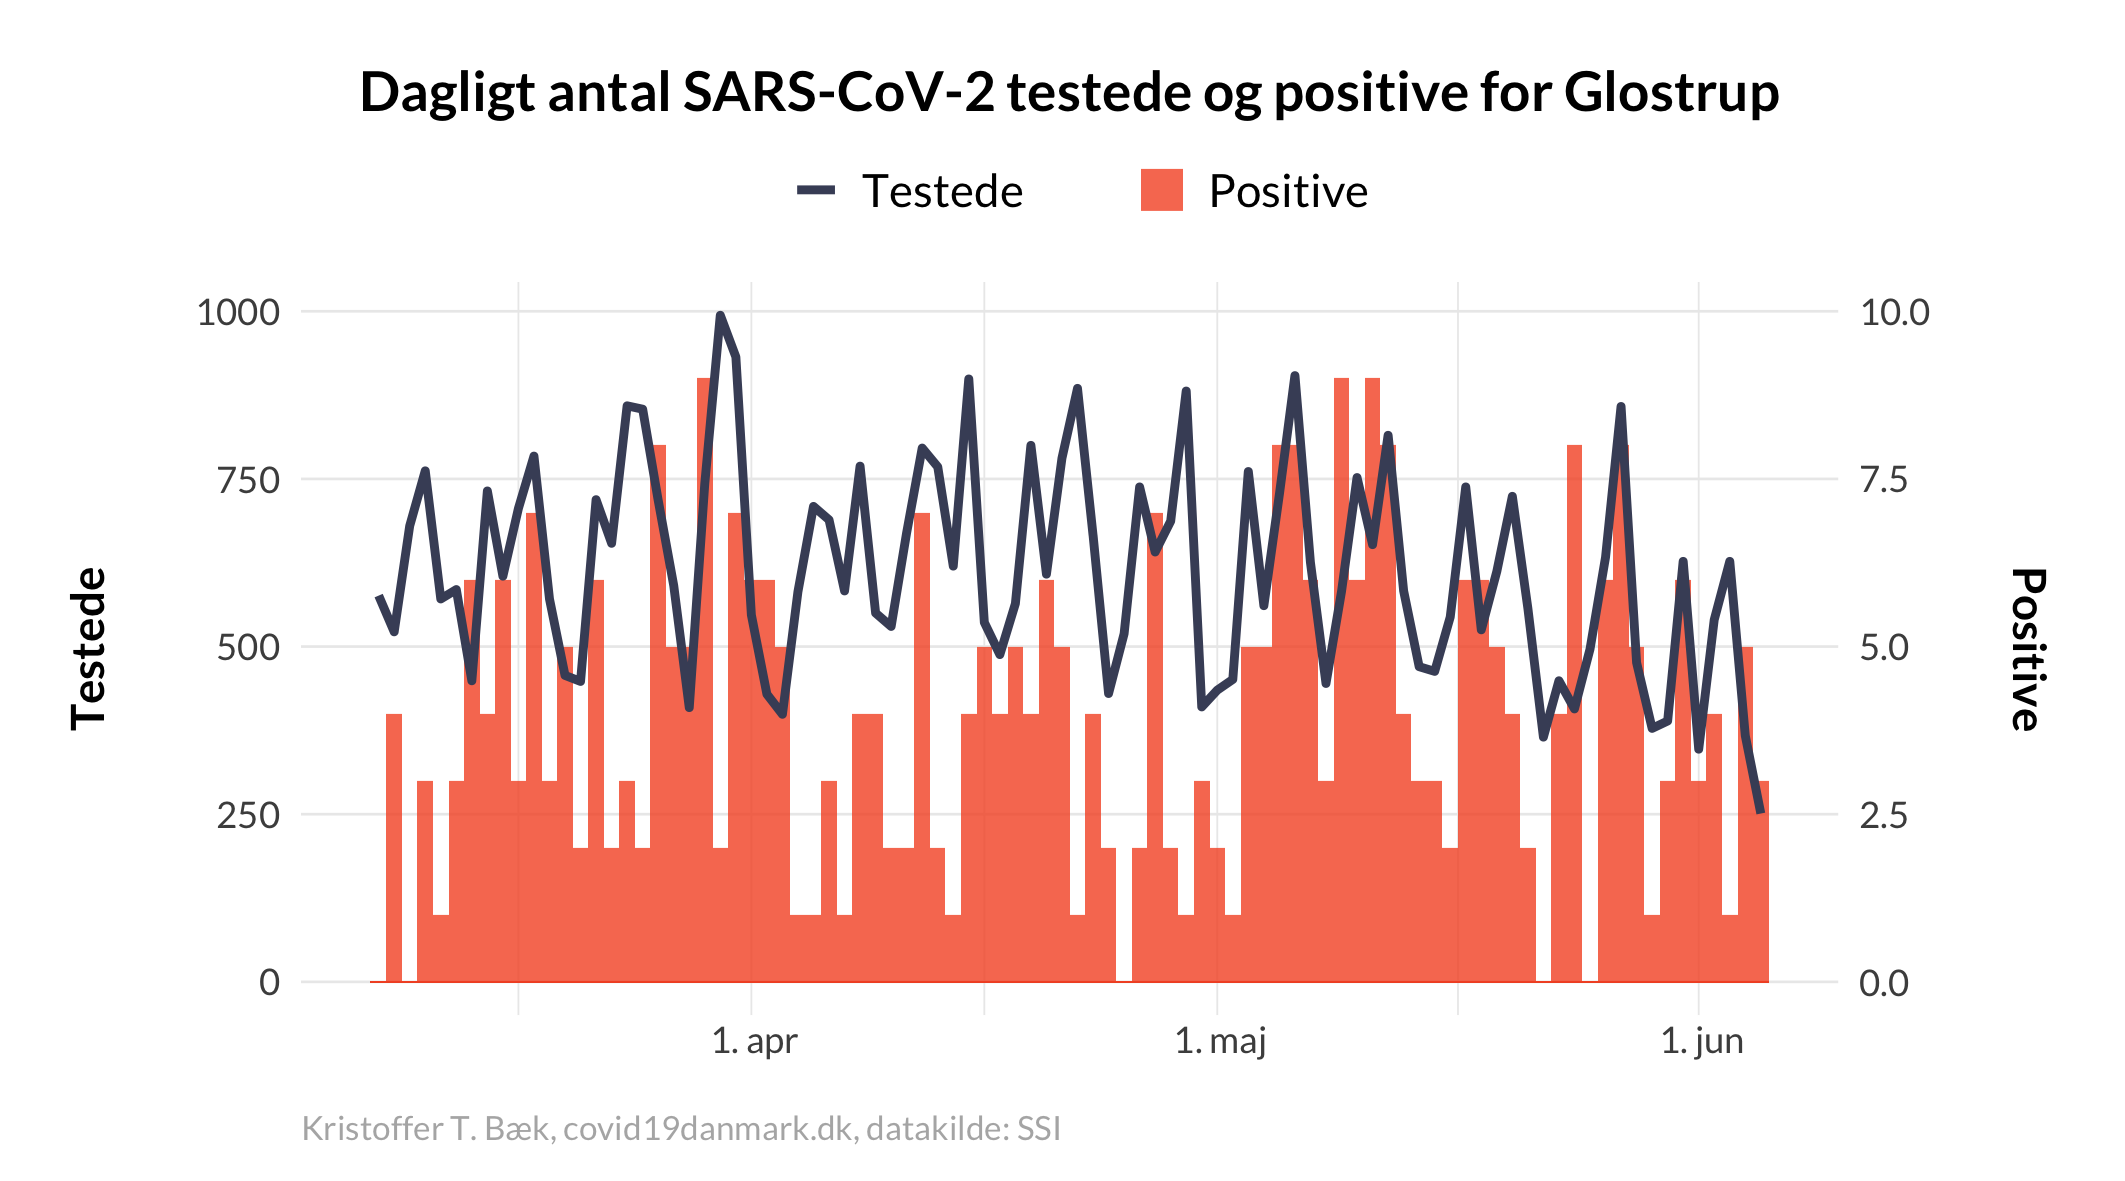 Dagligt antal SARS-CoV-2 testede og positive for Glostrup
Testede
Positive
1000
750
500
250
0
10.0
7.5
5.0
2.5
0.0
Testede
Positive
1. apr
1. maj
1. jun
Kristoffer T. Bæk, covid19danmark.dk, datakilde: SSI